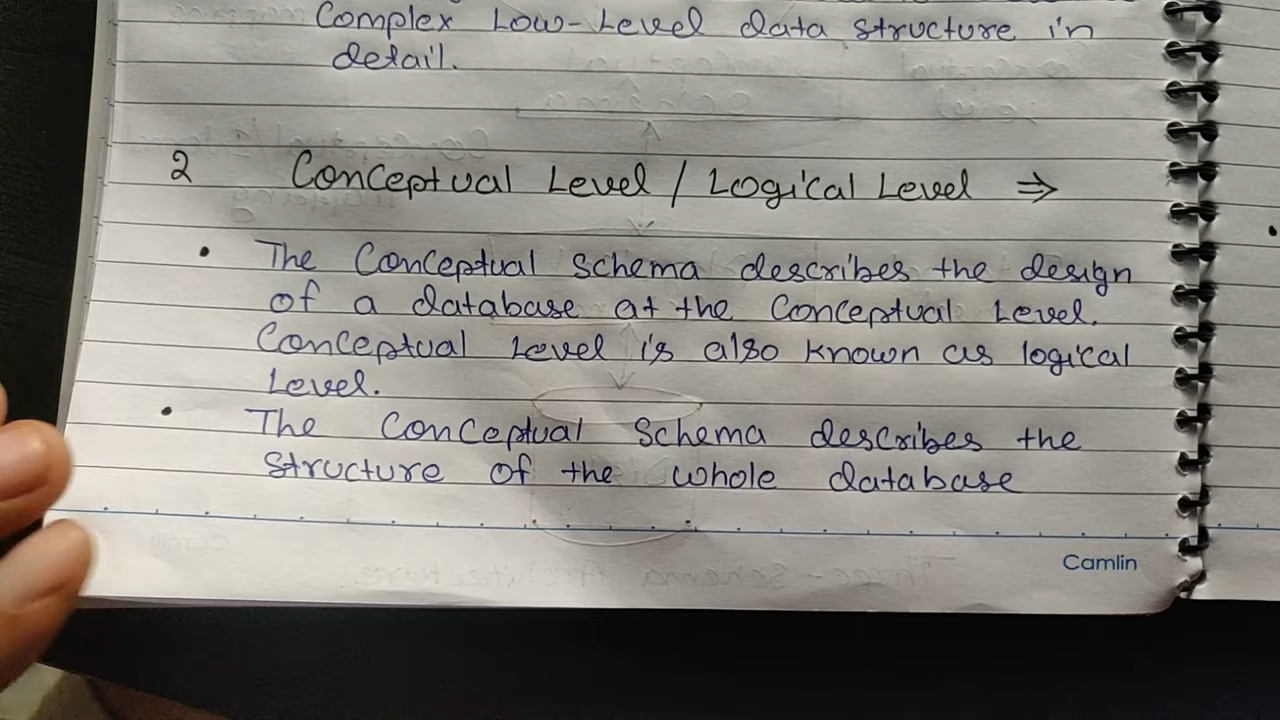 Complex Low-Level data structure in
detail.
2 Conceptual Level / Logical Level ⇒
• The Conceptual Schema describes the design
of a database at the Conceptual Level.
Conceptual Level is also known as logical
Level.
• The Conceptual Schema describes the
structure of the whole database
Camlin